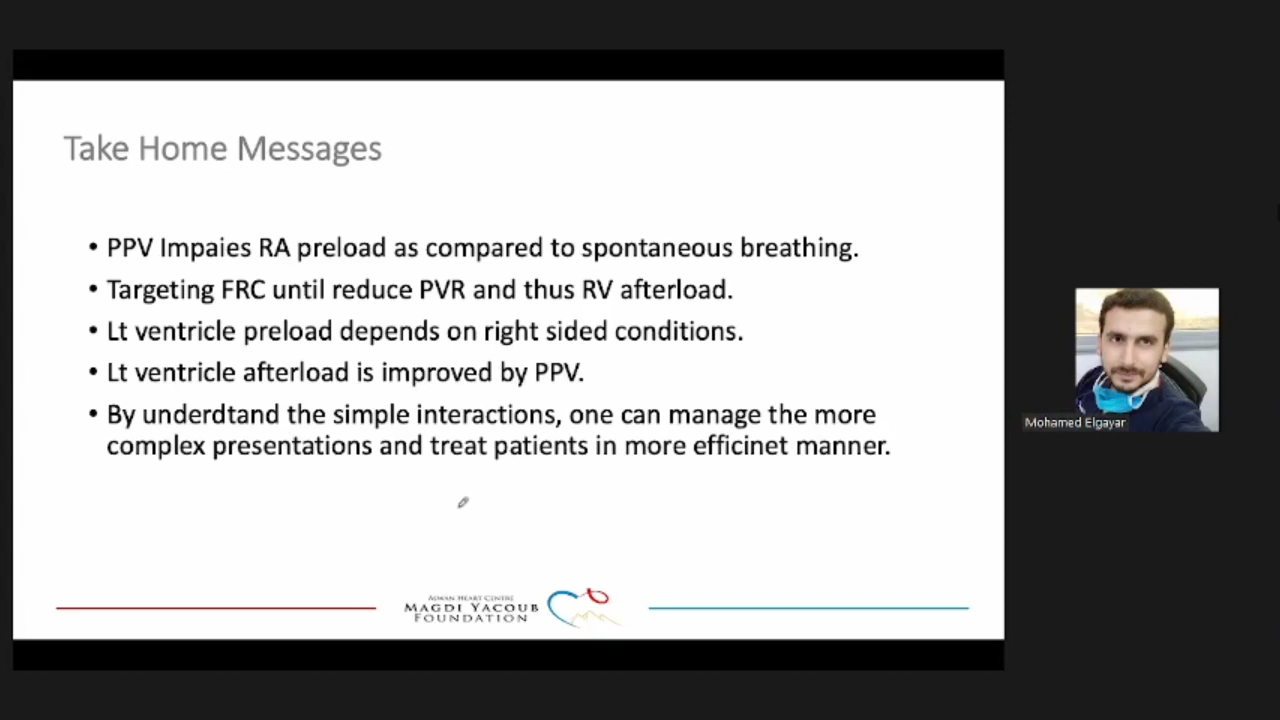 Take Home Messages
• PPV Impaies RA preload as compared to spontaneous breathing.
• Targeting FRC until reduce PVR and thus RV afterload.
• Lt ventricle preload depends on right sided conditions.
• Lt ventricle afterload is improved by PPV.
• By underdtand the simple interactions, one can manage the more
complex presentations and treat patients in more efficinet manner.
Aswan Heart Centre
Magdi Yacoub
Foundation
Mohamed Elgayar